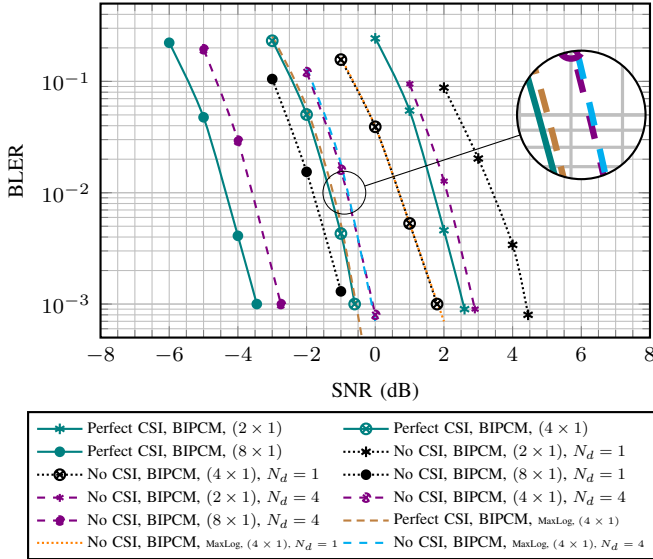 BLER
10^{-1}
10^{-2}
10^{-3}
−8 −6 −4 −2 0 2 4 6 8
SNR (dB)
Perfect CSI, BIPCM, (2 × 1) Perfect CSI, BIPCM, (4 × 1)
Perfect CSI, BIPCM, (8 × 1) No CSI, BIPCM, (2 × 1), N_d = 1
No CSI, BIPCM, (4 × 1), N_d = 1 No CSI, BIPCM, (8 × 1), N_d = 1
No CSI, BIPCM, (2 × 1), N_d = 4 No CSI, BIPCM, (4 × 1), N_d = 4
No CSI, BIPCM, (8 × 1), N_d = 4 Perfect CSI, BIPCM, MaxLog, (4 × 1)
No CSI, BIPCM, MaxLog, (4 × 1), N_d = 1 No CSI, BIPCM, MaxLog, (4 × 1), N_d = 4